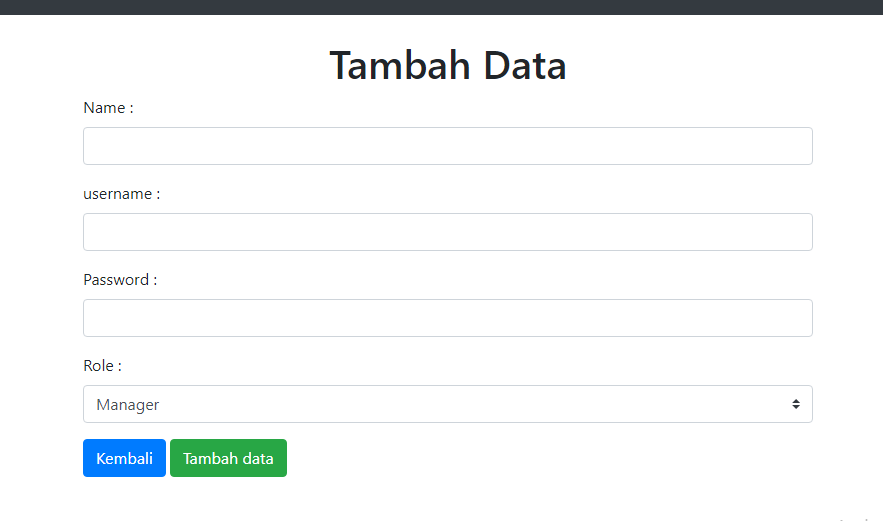 Tambah Data
Name :
username :
Password :
Role :
Manager
Kembali Tambah data